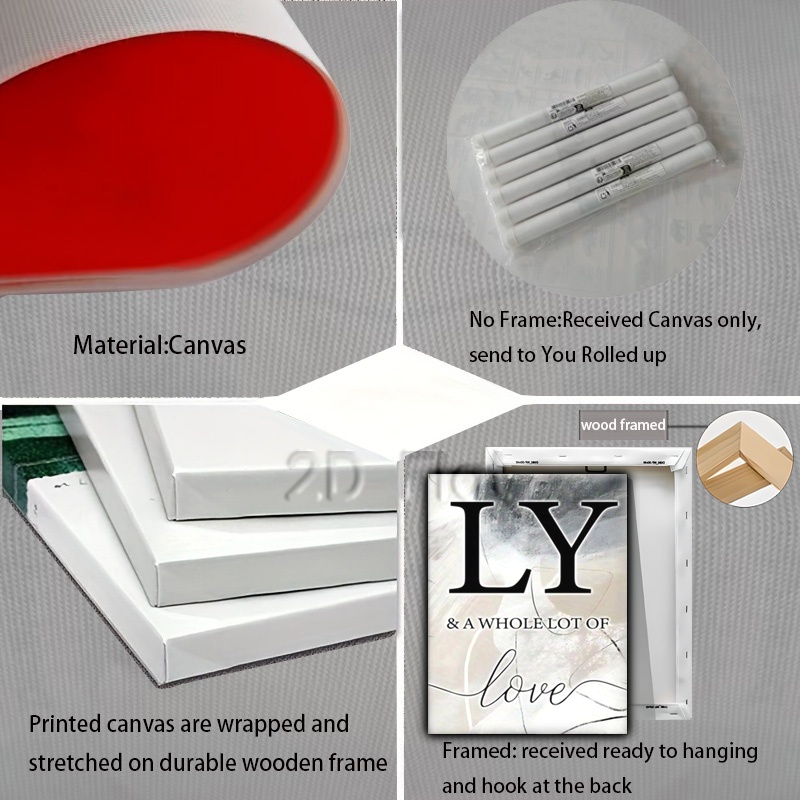 Material:Canvas
No Frame:Received Canvas only,
send to You Rolled up
Printed canvas are wrapped and
stretched on durable wooden frame
wood framed
LY
& A WHOLE LOT OF
love
Framed: received ready to hanging
and hook at the back